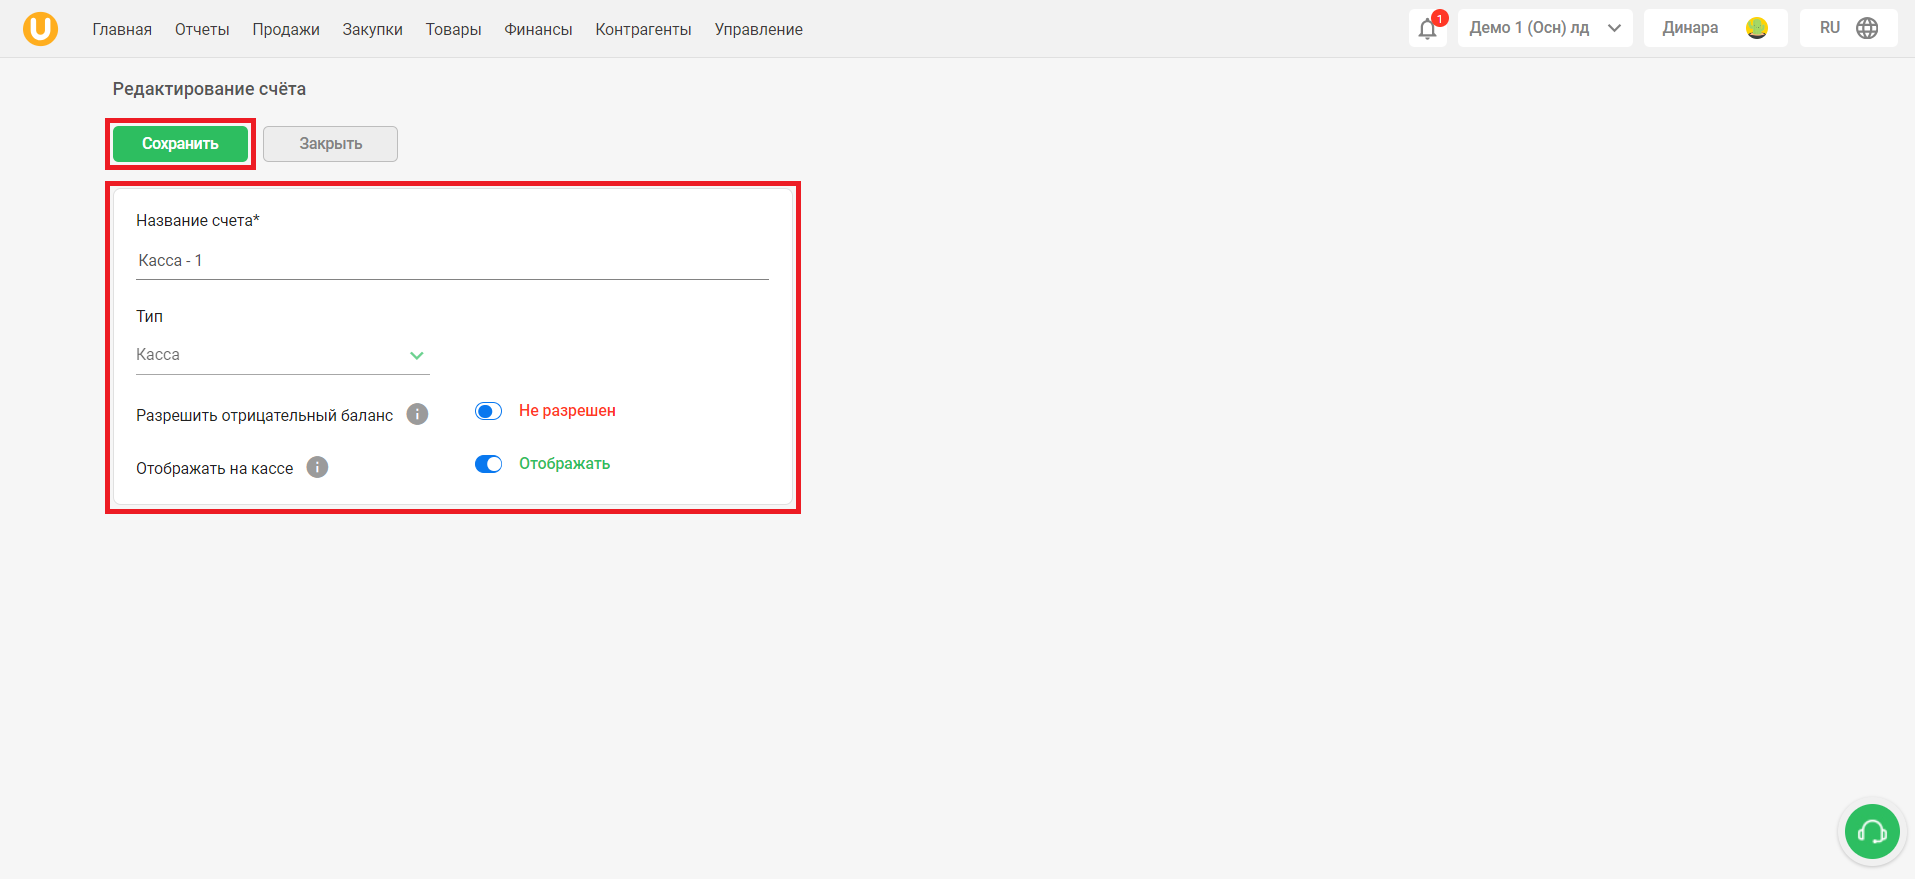 U Главная Отчеты Продажи Закупки Товары Финансы Контрагенты Управление 1 Демо 1 (Осн) лд Динара RU
Редактирование счёта
Сохранить Закрыть
Название счета*
Касса - 1
Тип
Касса
Разрешить отрицательный баланс i Не разрешен
Отображать на кассе i Отображать